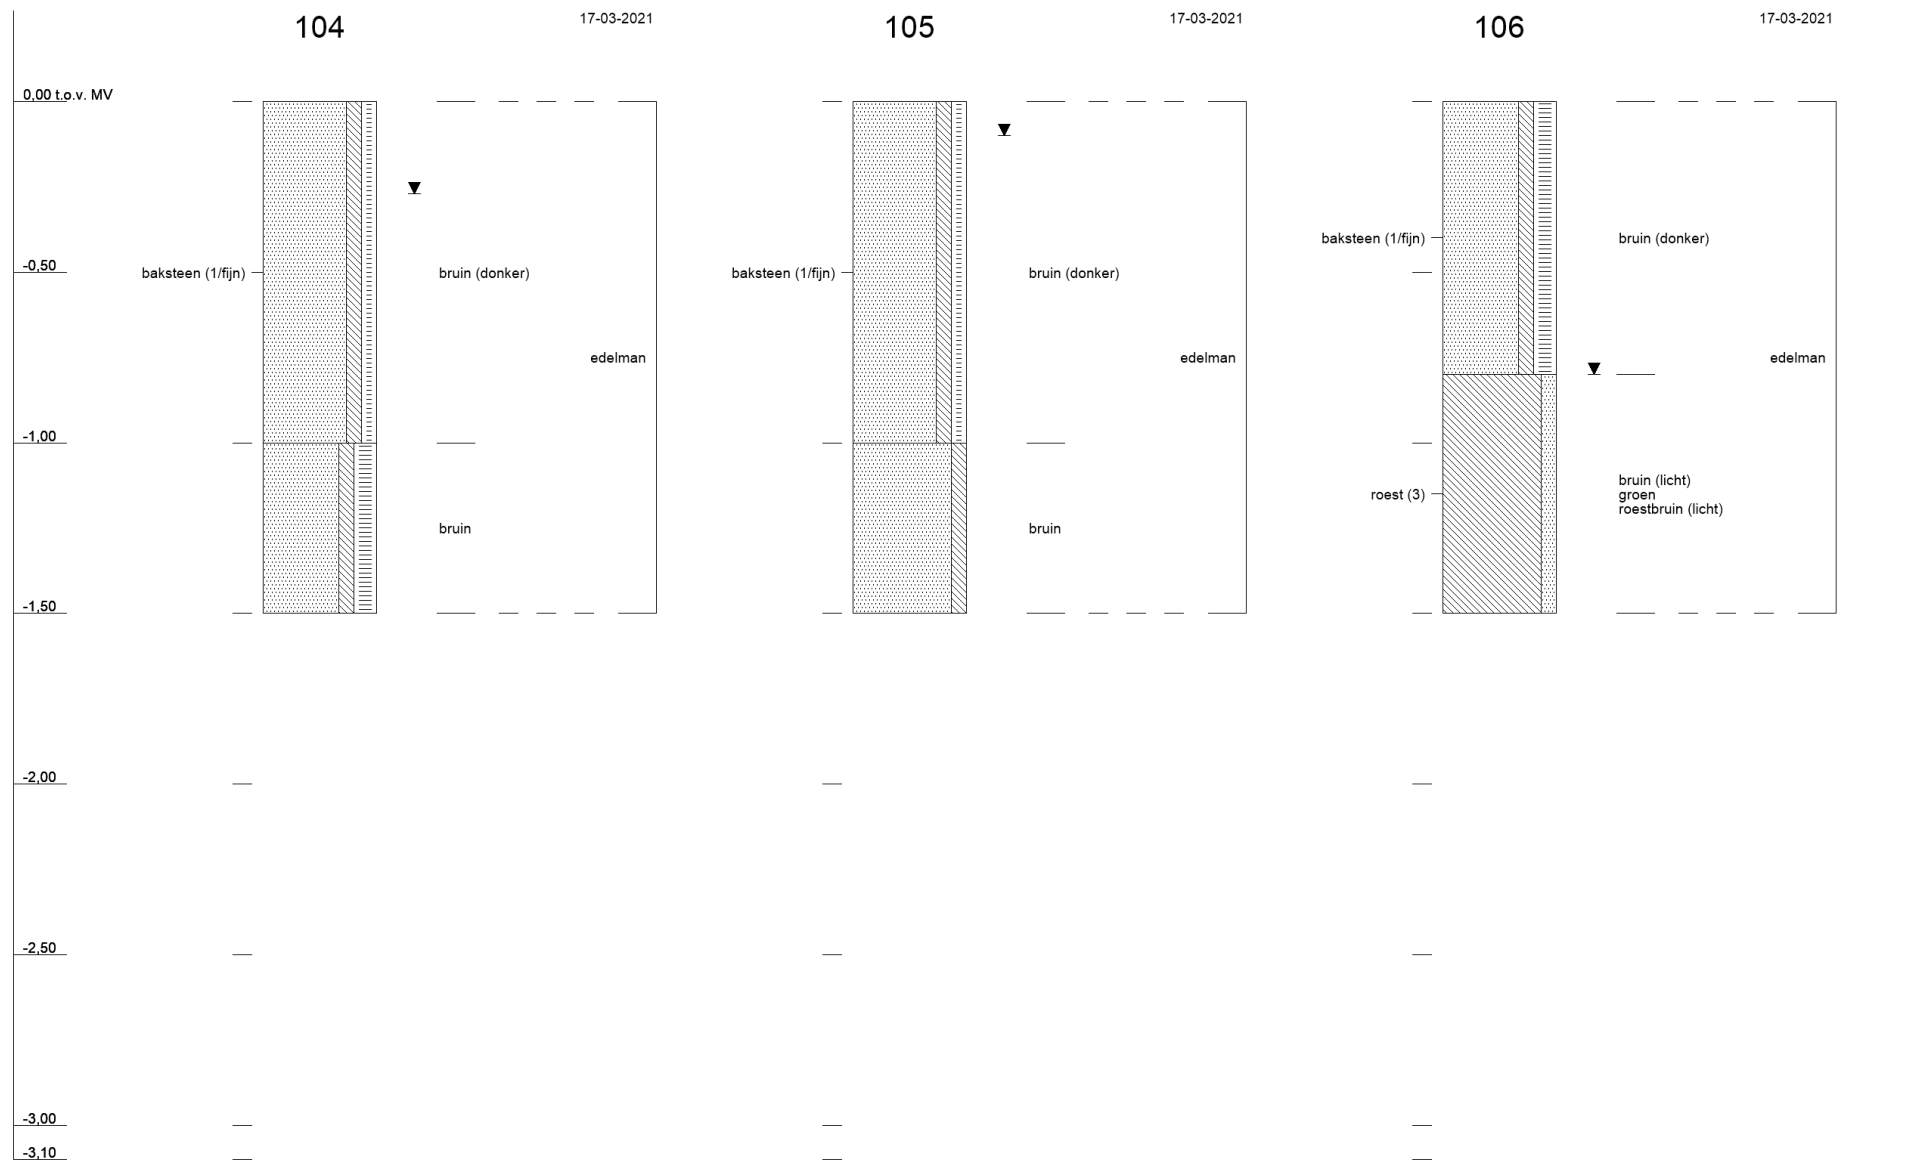 104
17-03-2021
105
17-03-2021
106
17-03-2021
0,00 t.o.v. MV
-0,50
-1,00
-1,50
-2,00
-2,50
-3,00
-3,10
baksteen (1/fijn)
bruin (donker)
edelman
bruin
baksteen (1/fijn)
bruin (donker)
edelman
bruin
baksteen (1/fijn)
bruin (donker)
edelman
roest (3)
bruin (licht)
groen
roestbruin (licht)